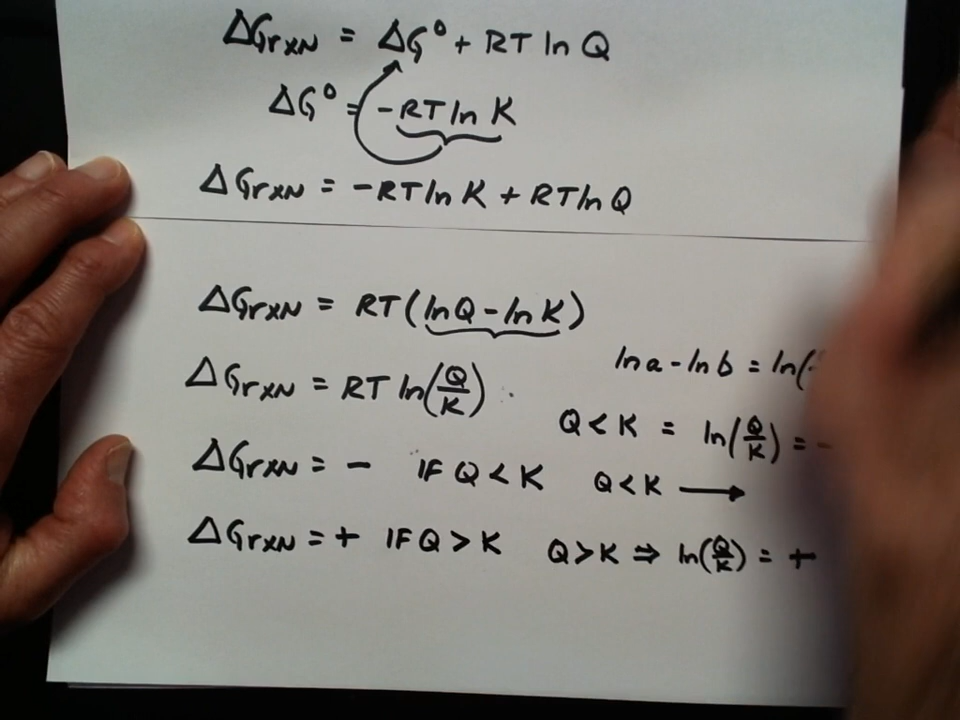 ΔGrxN = ΔG° + RT ln Q
ΔG° = -RT ln K
ΔGrxN = -RT ln K + RT ln Q
ΔGrxN = RT (ln Q - ln K)
ln a - ln b = ln(
ΔGrxN = RT ln(Q/K)
Q < K = ln(Q/K) = -
ΔGrxN = - IF Q < K Q < K ⟶
ΔGrxN = + IF Q > K Q > K ⇒ ln(Q/K) = +